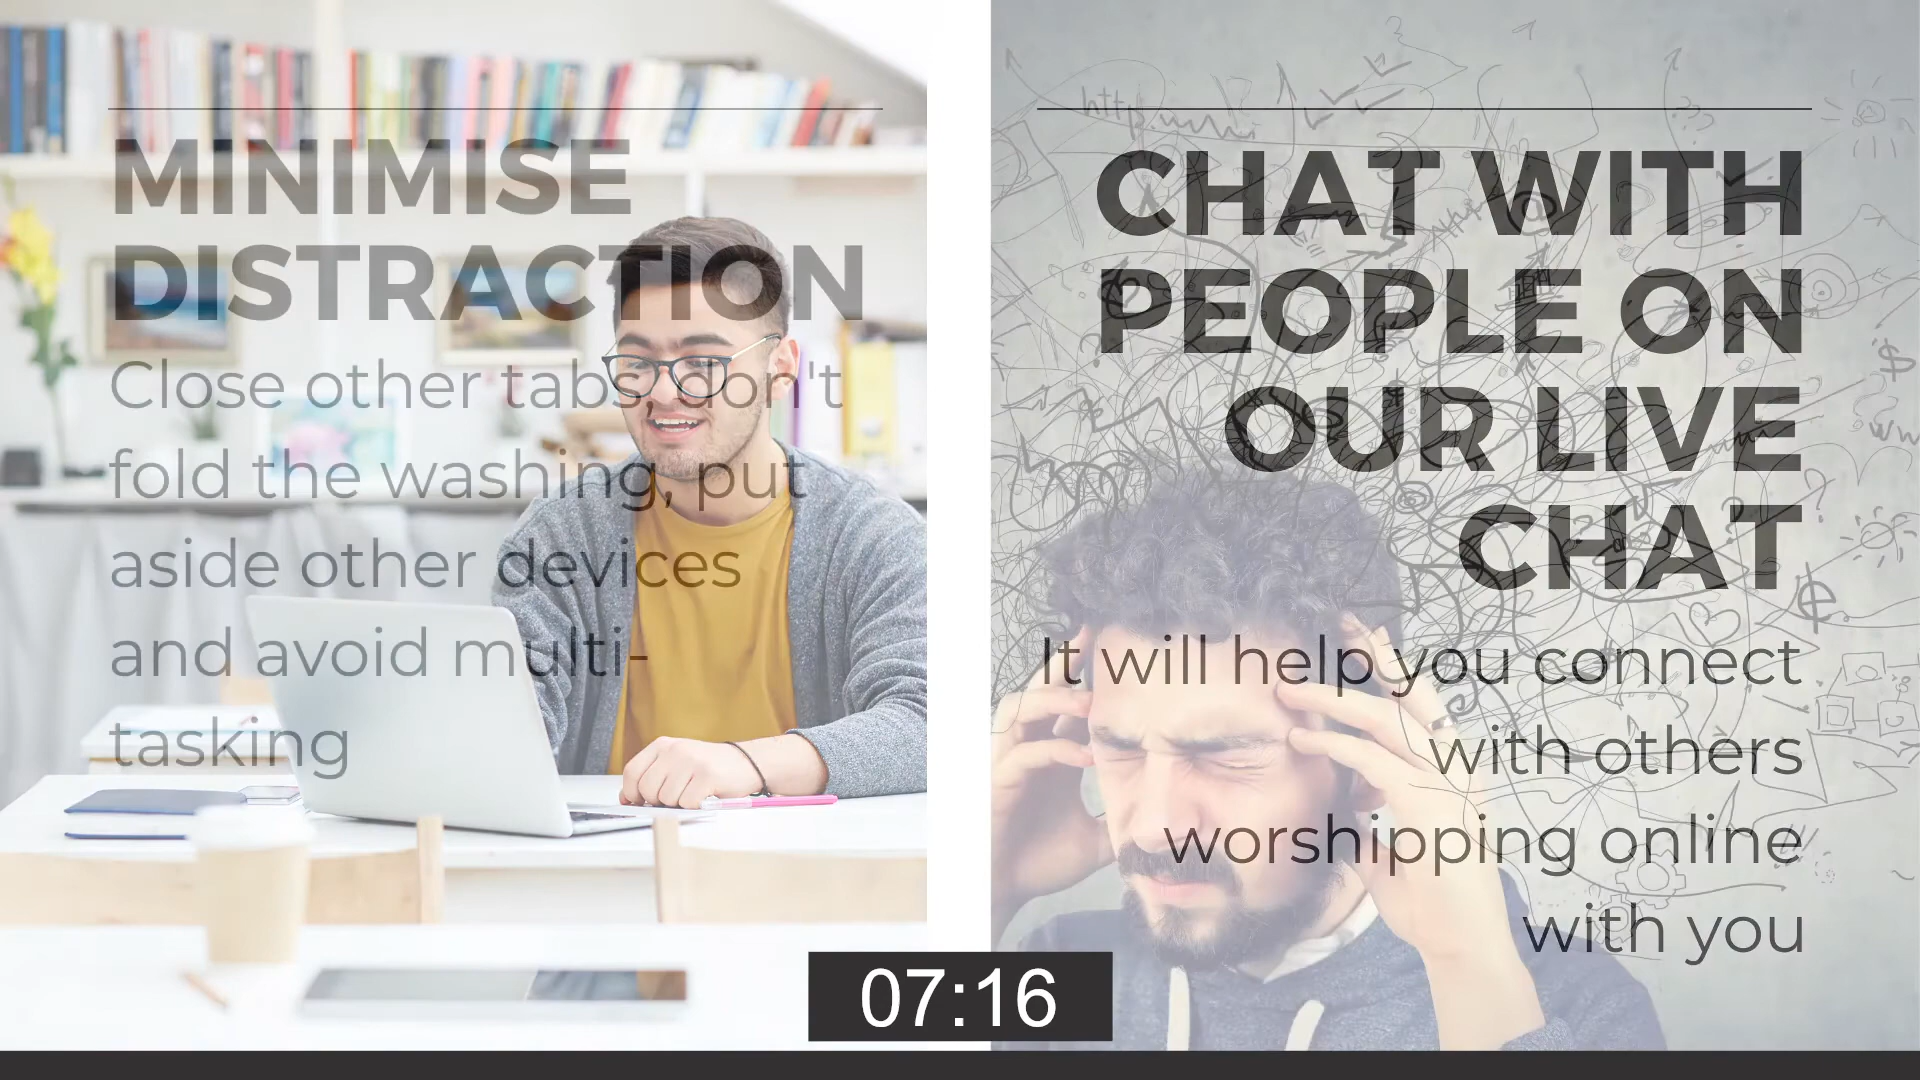 MINIMISE
DISTRACTION
Close other tabs, don't
fold the washing, put
aside other devices
and avoid multi-
tasking
http
CHAT WITH
PEOPLE ON
OUR LIVE
CHAT
It will help you connect
with others
worshipping online
with you
07:16